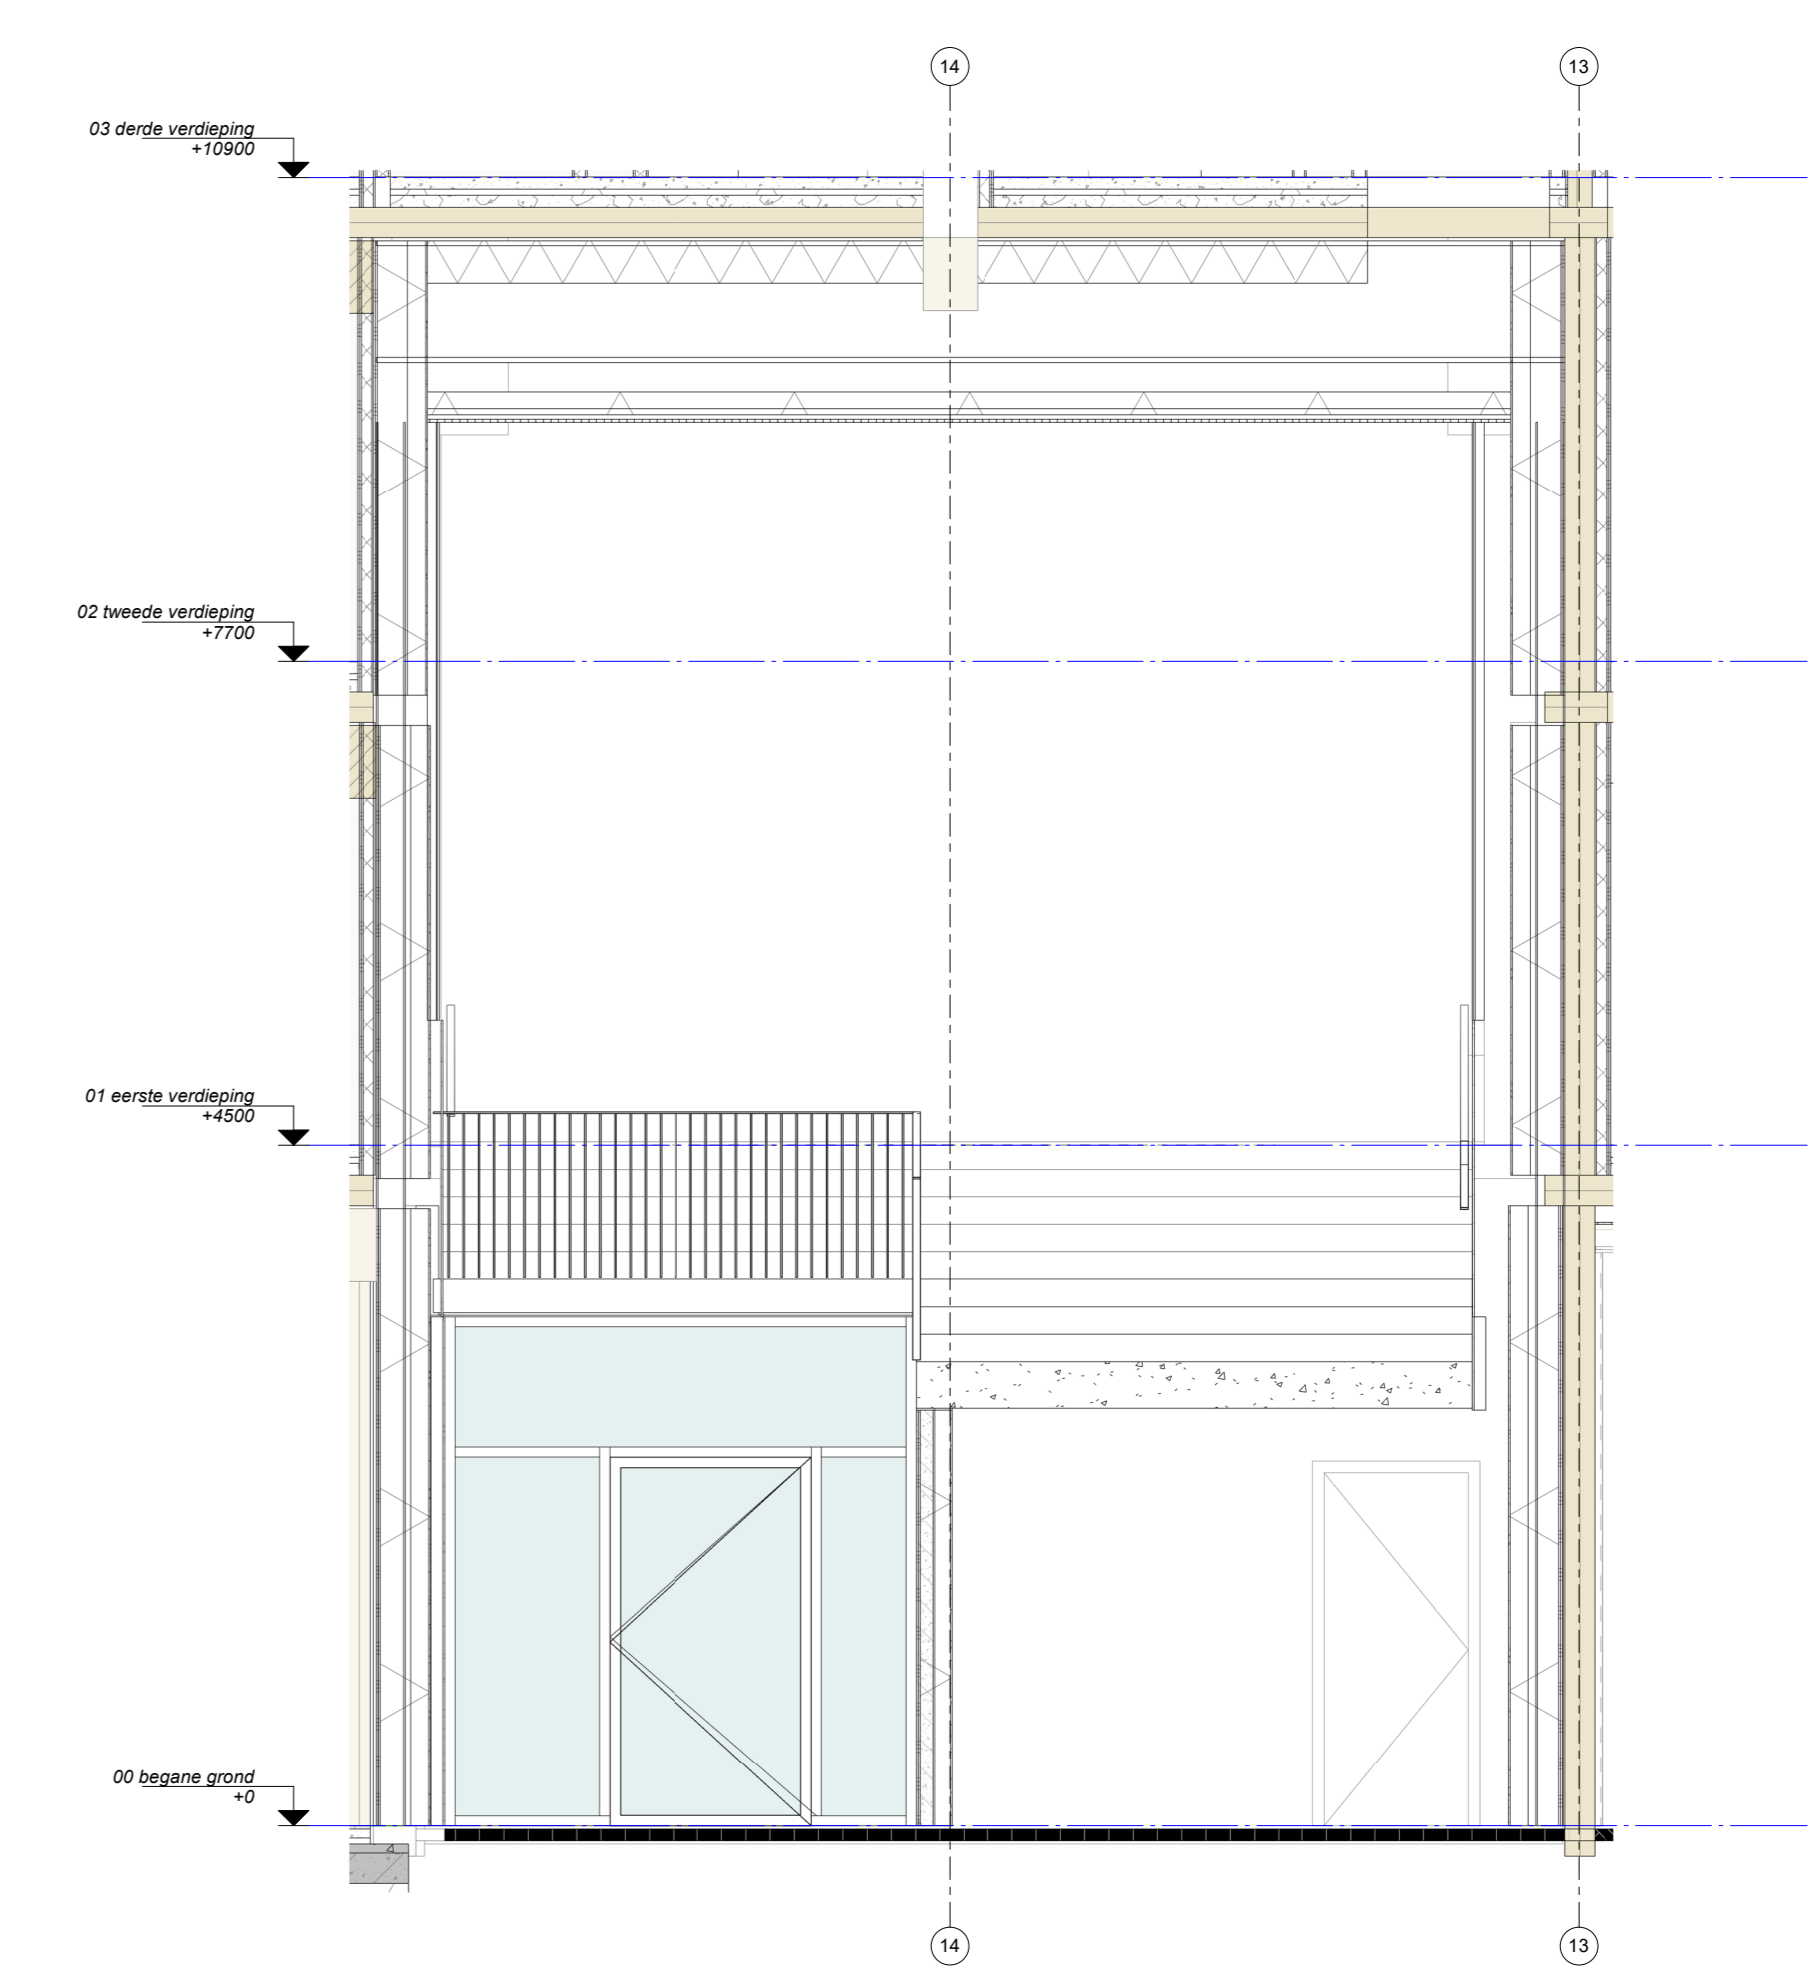 14
13
03 derde verdieping
+10900
02 tweede verdieping
+7700
01 eerste verdieping
+4500
00 begane grond
+0
14
13